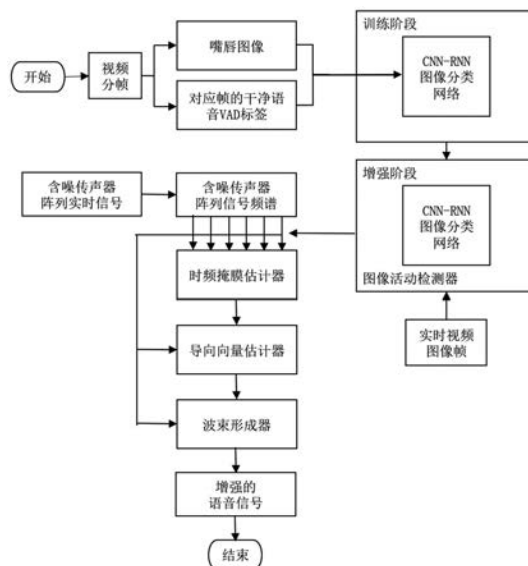 开始
视频
分帧
嘴唇图像
对应帧的干净语
音VAD标签
训练阶段
CNN-RNN
图像分类
网络
含噪传声器
阵列实时信号
含噪传声器
阵列信号频谱
增强阶段
CNN-RNN
图像分类
网络
图像活动检测器
时频掩膜估计器
实时视频
图像帧
导向向量估计器
波束形成器
增强的
语音信号
结束